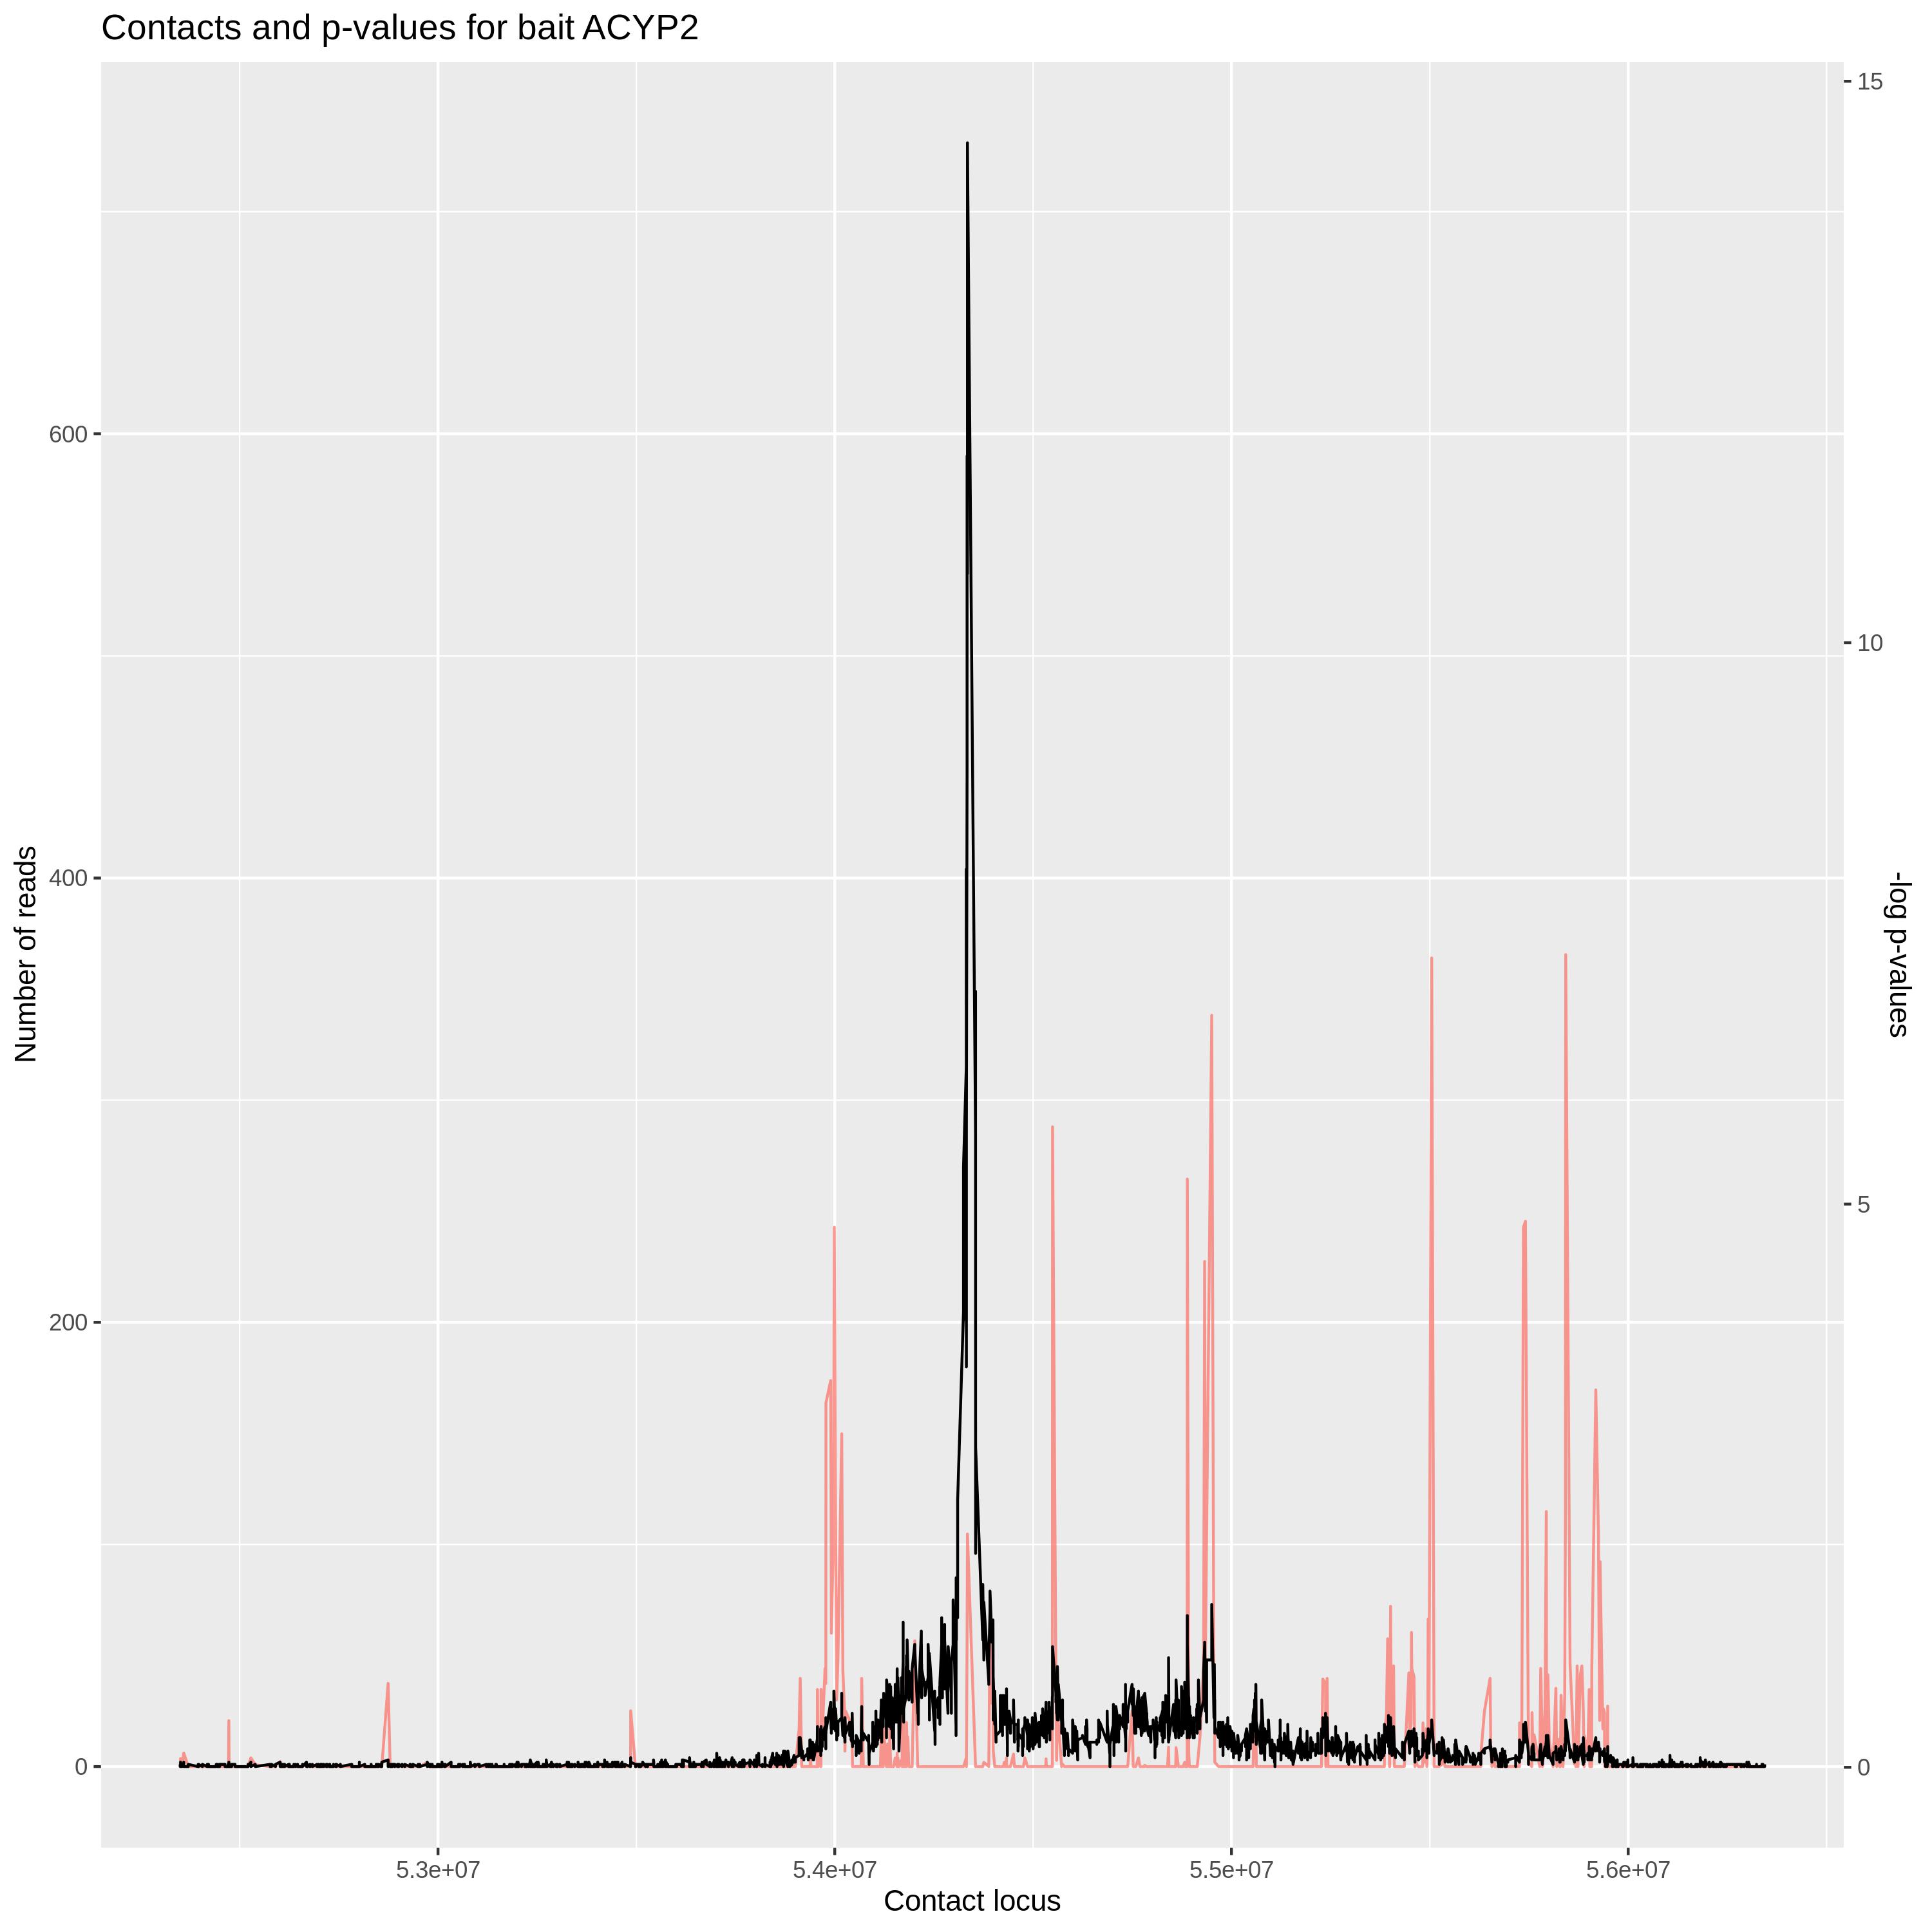 Contacts and p-values for bait ACYP2
15
600
10
400
Number of reads
-log p-values
5
200
0
0
5.3e+07
5.4e+07
5.5e+07
5.6e+07
Contact locus